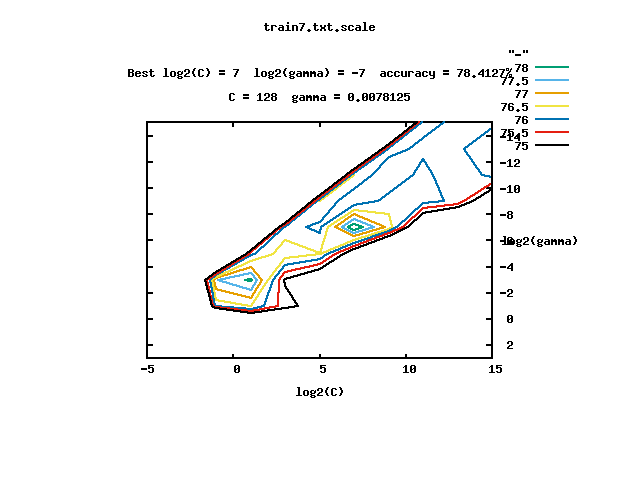 train7.txt.scale
"-"
Best log2(C) = 7  log2(gamma) = -7  accuracy = 78.4127%
78
77.5
77
C = 128  gamma = 0.0078125
76.5
76
75.5
-14
75
-12
-10
-8
-6
log2(gamma)
-4
-2
0
2
-5 0 5 10 15
log2(C)